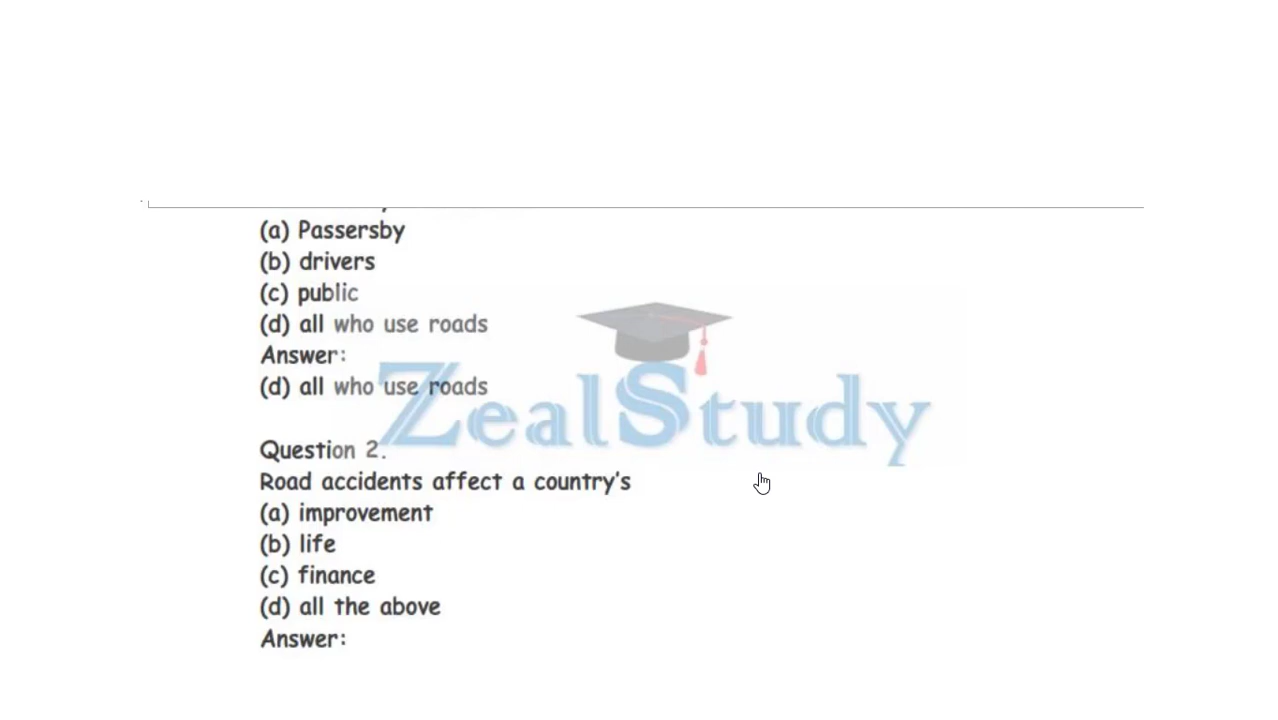 (a) Passersby
(b) drivers
(c) public
(d) all who use roads
Answer:
(d) all who use roads
ZealStudy
Question 2.
Road accidents affect a country's
(a) improvement
(b) life
(c) finance
(d) all the above
Answer: